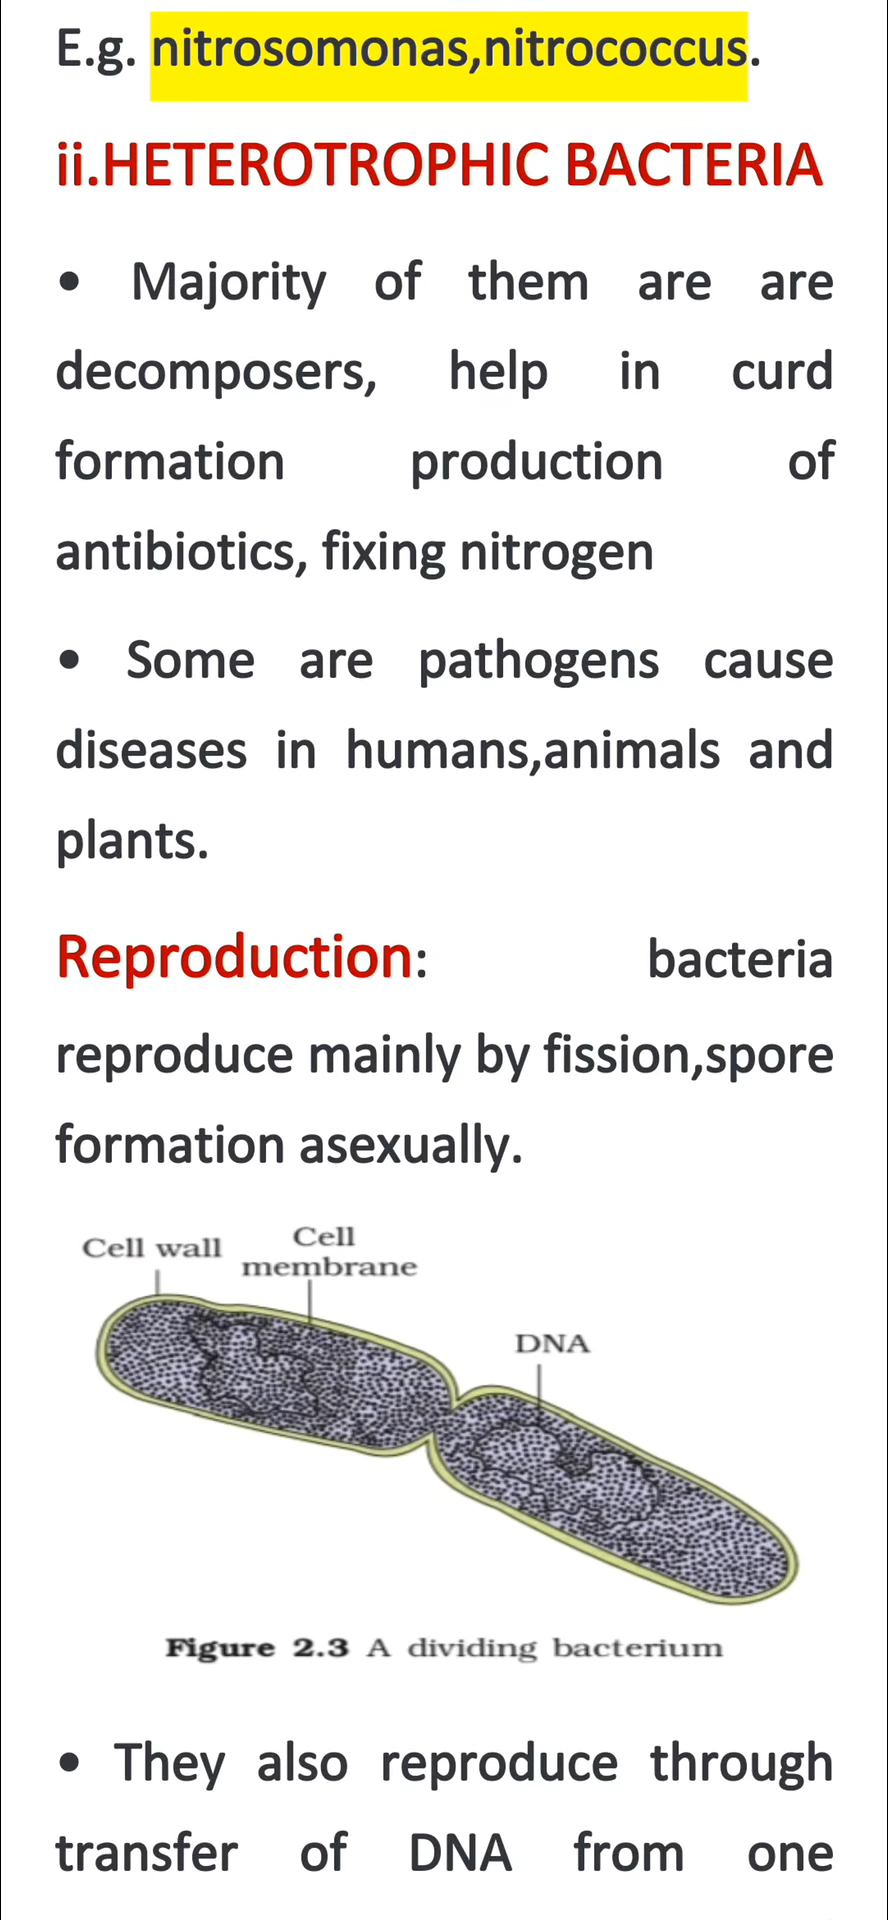 E.g. nitrosomonas,nitrococcus.
ii.HETEROTROPHIC BACTERIA
• Majority of them are are
decomposers, help in curd
formation production of
antibiotics, fixing nitrogen
• Some are pathogens cause
diseases in humans,animals and
plants.
Reproduction: bacteria
reproduce mainly by fission,spore
formation asexually.
Cell wall
Cell
membrane
DNA
Figure 2.3 A dividing bacterium
• They also reproduce through
transfer of DNA from one